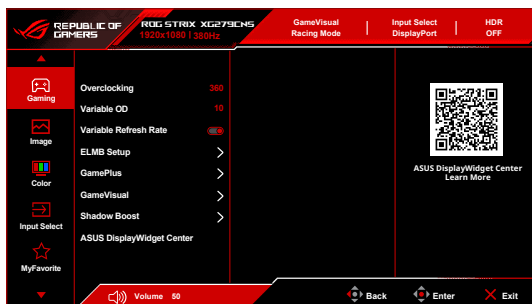 REPUBLIC OF
GAMERS
ROG STRIX XG279CNS
1920x1080 | 380Hz
GameVisual
Racing Mode
Input Select
DisplayPort
HDR
OFF
Gaming
Image
Color
Input Select
MyFavorite
Overclocking 360
Variable OD 10
Variable Refresh Rate
ELMB Setup
GamePlus
GameVisual
Shadow Boost
ASUS DisplayWidget Center
ASUS DisplayWidget Center
Learn More
Volume 50
Back
Enter
Exit